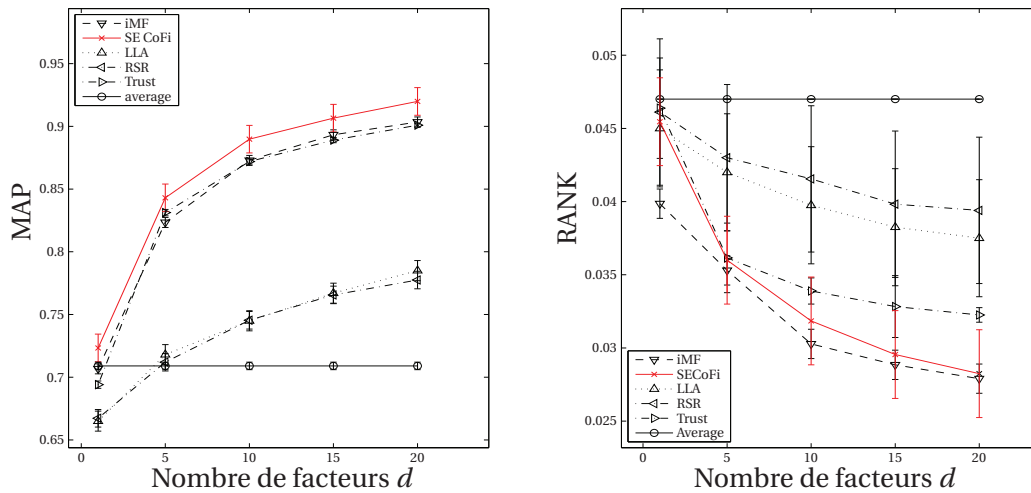 iMF
SE CoFi
LLA
RSR
Trust
average
0.95
0.9
0.85
0.8
0.75
0.7
0.65
MAP
0
5
10
15
20
Nombre de facteurs d
0.05
0.045
0.04
0.035
0.03
0.025
RANK
iMF
SECoFi
LLA
RSR
Trust
Average
0
5
10
15
20
Nombre de facteurs d